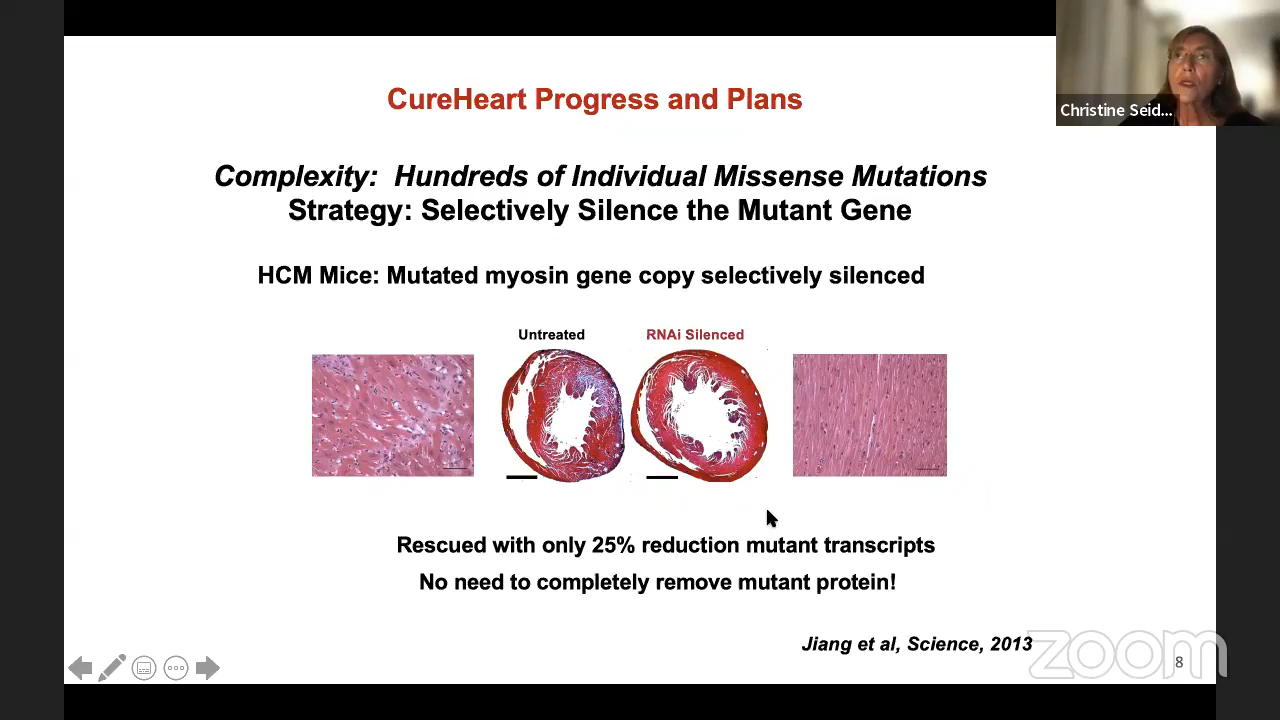 CureHeart Progress and Plans
Christine Seid...
Complexity: Hundreds of Individual Missense Mutations
Strategy: Selectively Silence the Mutant Gene
HCM Mice: Mutated myosin gene copy selectively silenced
Untreated
RNAi Silenced
Rescued with only 25% reduction mutant transcripts
No need to completely remove mutant protein!
Jiang et al, Science, 2013
zoom
8